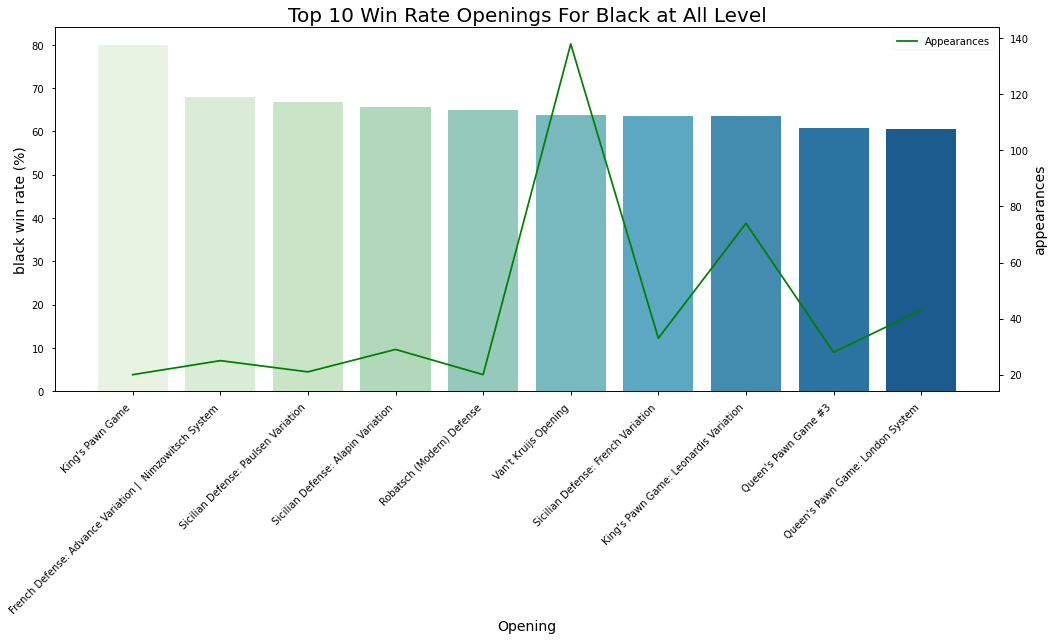 Top 10 Win Rate Openings For Black at All Level
Appearances
black win rate (%)
80
70
60
50
40
30
20
10
0
140
120
100
80
60
40
20
appearances
King's Pawn Game
French Defense: Advance Variation | Nimzowitsch System
Sicilian Defense: Paulsen Variation
Sicilian Defense: Alapin Variation
Robatsch (Modern) Defense
Van't Kruijs Opening
Sicilian Defense: French Variation
King's Pawn Game: Leonardis Variation
Queen's Pawn Game #3
Queen's Pawn Game: London System
Opening